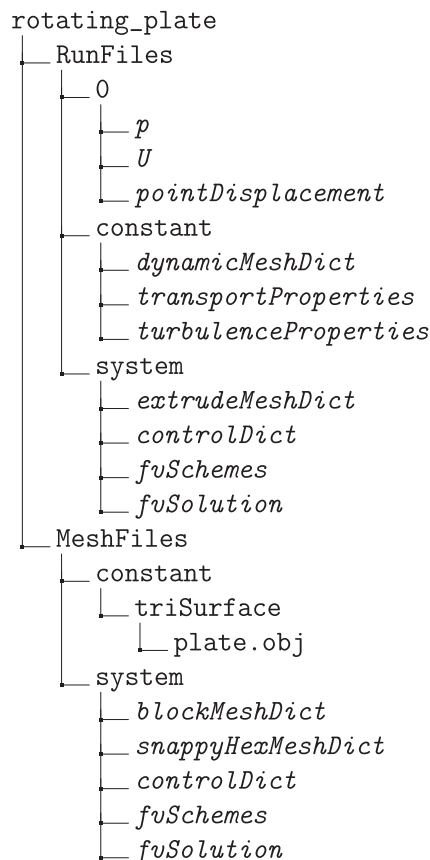 rotating_plate
RunFiles
0
p
U
pointDisplacement
constant
dynamicMeshDict
transportProperties
turbulenceProperties
system
extrudeMeshDict
controlDict
fvSchemes
fvSolution
MeshFiles
constant
triSurface
plate.obj
system
blockMeshDict
snappyHexMeshDict
controlDict
fvSchemes
fvSolution